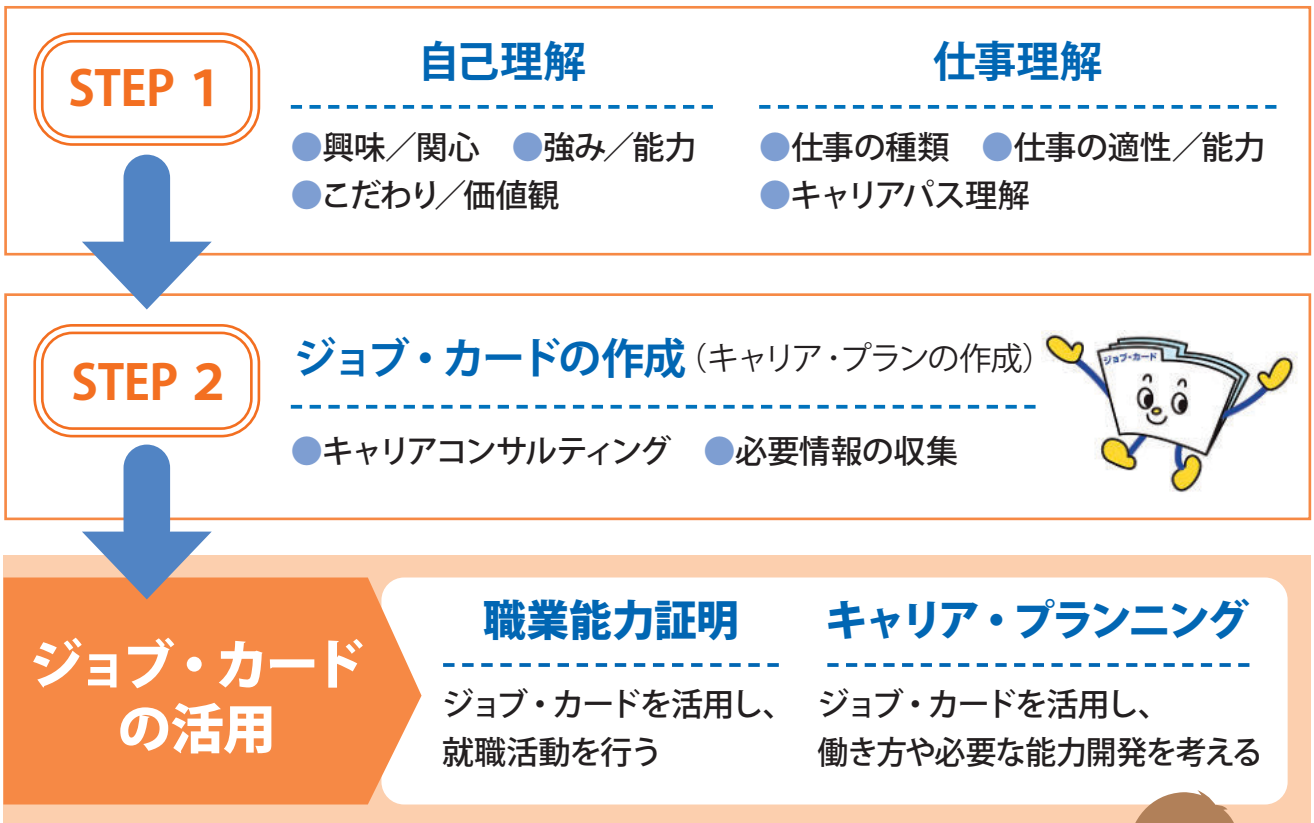 STEP 1
自己理解
●興味／関心 ●強み／能力
●こだわり／価値観
仕事理解
●仕事の種類 ●仕事の適性／能力
●キャリアパス理解
STEP 2
ジョブ・カードの作成（キャリア・プランの作成）
●キャリアコンサルティング ●必要情報の収集
ジョブ・カード
ジョブ・カード
の活用
職業能力証明
ジョブ・カードを活用し、
就職活動を行う
キャリア・プランニング
ジョブ・カードを活用し、
働き方や必要な能力開発を考える